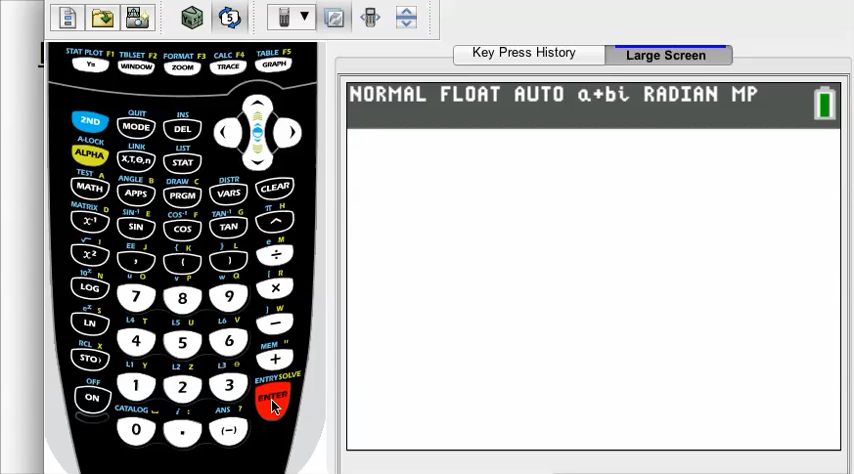 5
Key Press History
Large Screen
NORMAL FLOAT AUTO a+bi RADIAN MP
STAT PLOT F1 TBLSET F2 FORMAT F3 CALC F4 TABLE F5
Y= WINDOW ZOOM TRACE GRAPH
QUIT INS
2ND MODE DEL
A-LOCK LINK LIST
ALPHA X,T,Θ,n STAT
TEST A ANGLE B DRAW C DISTR
MATH APPS PRGM VARS CLEAR
MATRIX D SIN⁻¹ E COS⁻¹ F TAN⁻¹ G π H
x⁻¹ SIN COS TAN ^
√ I EE J { K } L e M
x² , ( ) ÷
10ˣ N u O v P w Q [ R
LOG 7 8 9 ×
eˣ S L4 T L5 U L6 V ] W
LN 4 5 6 −
RCL X L1 Y L2 Z L3 Θ MEM "
STO› 1 2 3 +
OFF CATALOG ⎵ i : ANS ? ENTRY SOLVE
ON 0 . (−) ENTER